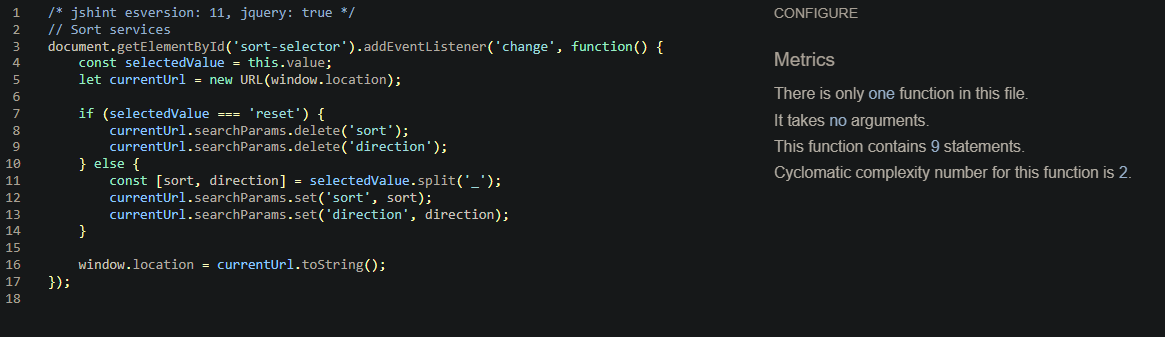 1 /* jshint esversion: 11, jquery: true */
2 // Sort services
3 document.getElementById('sort-selector').addEventListener('change', function() {
4     const selectedValue = this.value;
5     let currentUrl = new URL(window.location);
6
7     if (selectedValue === 'reset') {
8         currentUrl.searchParams.delete('sort');
9         currentUrl.searchParams.delete('direction');
10     } else {
11         const [sort, direction] = selectedValue.split('_');
12         currentUrl.searchParams.set('sort', sort);
13         currentUrl.searchParams.set('direction', direction);
14     }
15
16     window.location = currentUrl.toString();
17 });
18
CONFIGURE
Metrics
There is only one function in this file.
It takes no arguments.
This function contains 9 statements.
Cyclomatic complexity number for this function is 2.